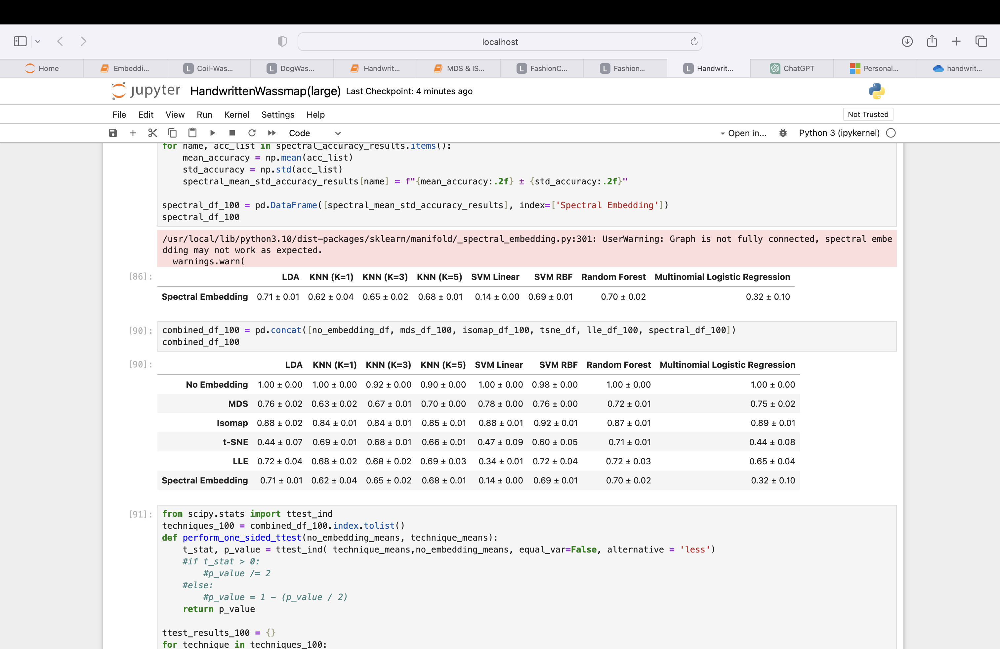 localhost
Home
Embeddi...
Coil-Was...
DogWas...
Handwrit...
MDS & IS...
FashionC...
Fashion...
Handwrit...
ChatGPT
Personal...
handwrit...
jupyter HandwrittenWassmap(large) Last Checkpoint: 4 minutes ago
File Edit View Run Kernel Settings Help Not Trusted
Code Open in... Python 3 (ipykernel)
for name, acc_list in spectral_accuracy_results.items():
    mean_accuracy = np.mean(acc_list)
    std_accuracy = np.std(acc_list)
    spectral_mean_std_accuracy_results[name] = f"{mean_accuracy:.2f} ± {std_accuracy:.2f}"
spectral_df_100 = pd.DataFrame([spectral_mean_std_accuracy_results], index=['Spectral Embedding'])
spectral_df_100
/usr/local/lib/python3.10/dist-packages/sklearn/manifold/_spectral_embedding.py:301: UserWarning: Graph is not fully connected, spectral embe
dding may not work as expected.
  warnings.warn(
[86]: LDA KNN (K=1) KNN (K=3) KNN (K=5) SVM Linear SVM RBF Random Forest Multinomial Logistic Regression
Spectral Embedding 0.71 ± 0.01 0.62 ± 0.04 0.65 ± 0.02 0.68 ± 0.01 0.14 ± 0.00 0.69 ± 0.01 0.70 ± 0.02 0.32 ± 0.10
[90]: combined_df_100 = pd.concat([no_embedding_df, mds_df_100, isomap_df_100, tsne_df, lle_df_100, spectral_df_100])
combined_df_100
[90]: LDA KNN (K=1) KNN (K=3) KNN (K=5) SVM Linear SVM RBF Random Forest Multinomial Logistic Regression
No Embedding 1.00 ± 0.00 1.00 ± 0.00 0.92 ± 0.00 0.90 ± 0.00 1.00 ± 0.00 0.98 ± 0.00 1.00 ± 0.00 1.00 ± 0.00
MDS 0.76 ± 0.02 0.63 ± 0.02 0.67 ± 0.01 0.70 ± 0.00 0.78 ± 0.00 0.76 ± 0.00 0.72 ± 0.01 0.75 ± 0.02
Isomap 0.88 ± 0.02 0.84 ± 0.01 0.84 ± 0.01 0.85 ± 0.01 0.88 ± 0.01 0.92 ± 0.01 0.87 ± 0.01 0.89 ± 0.01
t-SNE 0.44 ± 0.07 0.69 ± 0.01 0.68 ± 0.01 0.66 ± 0.01 0.47 ± 0.09 0.60 ± 0.05 0.71 ± 0.01 0.44 ± 0.08
LLE 0.72 ± 0.04 0.68 ± 0.02 0.68 ± 0.02 0.69 ± 0.03 0.34 ± 0.01 0.72 ± 0.04 0.72 ± 0.03 0.65 ± 0.04
Spectral Embedding 0.71 ± 0.01 0.62 ± 0.04 0.65 ± 0.02 0.68 ± 0.01 0.14 ± 0.00 0.69 ± 0.01 0.70 ± 0.02 0.32 ± 0.10
[91]: from scipy.stats import ttest_ind
techniques_100 = combined_df_100.index.tolist()
def perform_one_sided_ttest(no_embedding_means, technique_means):
    t_stat, p_value = ttest_ind( technique_means,no_embedding_means, equal_var=False, alternative = 'less')
    #if t_stat > 0:
        #p_value /= 2
    #else:
        #p_value = 1 - (p_value / 2)
    return p_value
ttest_results_100 = {}
for technique in techniques_100: